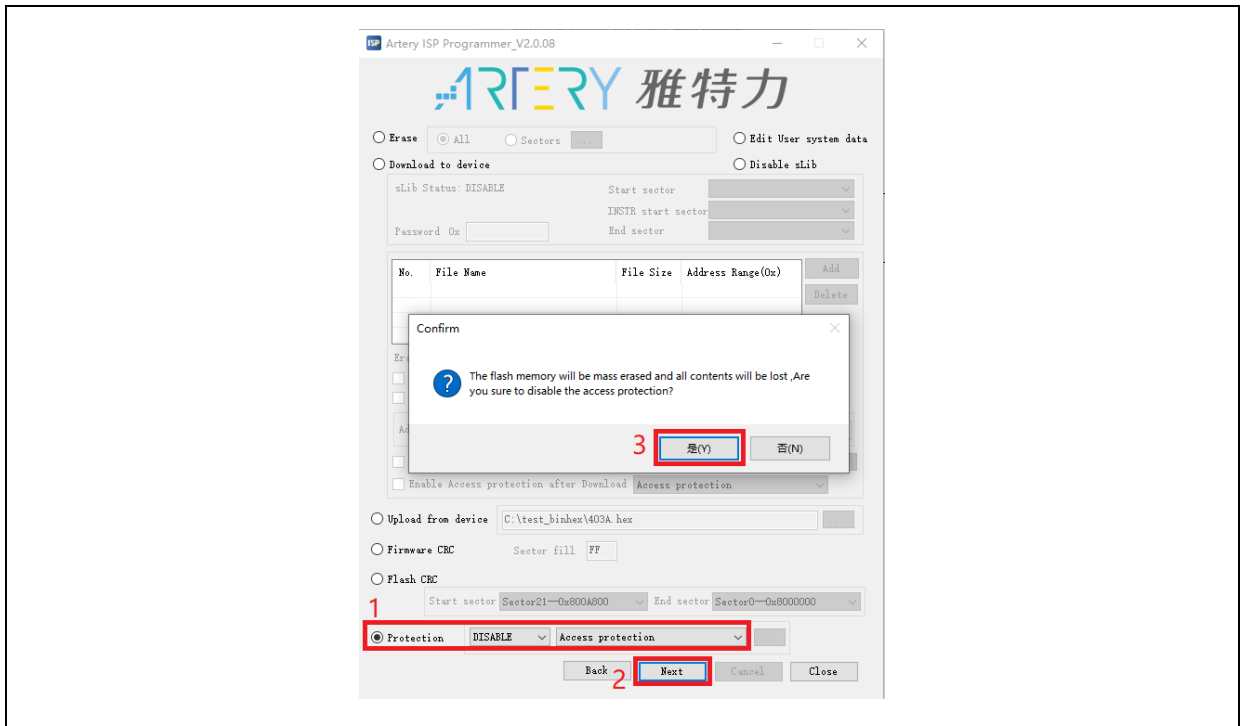 ISP Artery ISP Programmer_V2.0.08
ARTERY 雅特力
Erase All Sectors ... Edit User system data
Download to device Disable sLib
sLib Status: DISABLE Start sector
INSTR start sector
Password 0x End sector
No. File Name File Size Address Range(0x) Add
Delete
Confirm
The flash memory will be mass erased and all contents will be lost ,Are
you sure to disable the access protection?
3 是(Y) 否(N)
Enable Access protection after Download Access protection
Upload from device C:\test_binhex\403A.hex ...
Firmware CRC Sector fill FF
Flash CRC
1 Start sector Sector21—0x800A800 End sector Sector0—0x8000000
Protection DISABLE Access protection ...
Back 2 Next Cancel Close